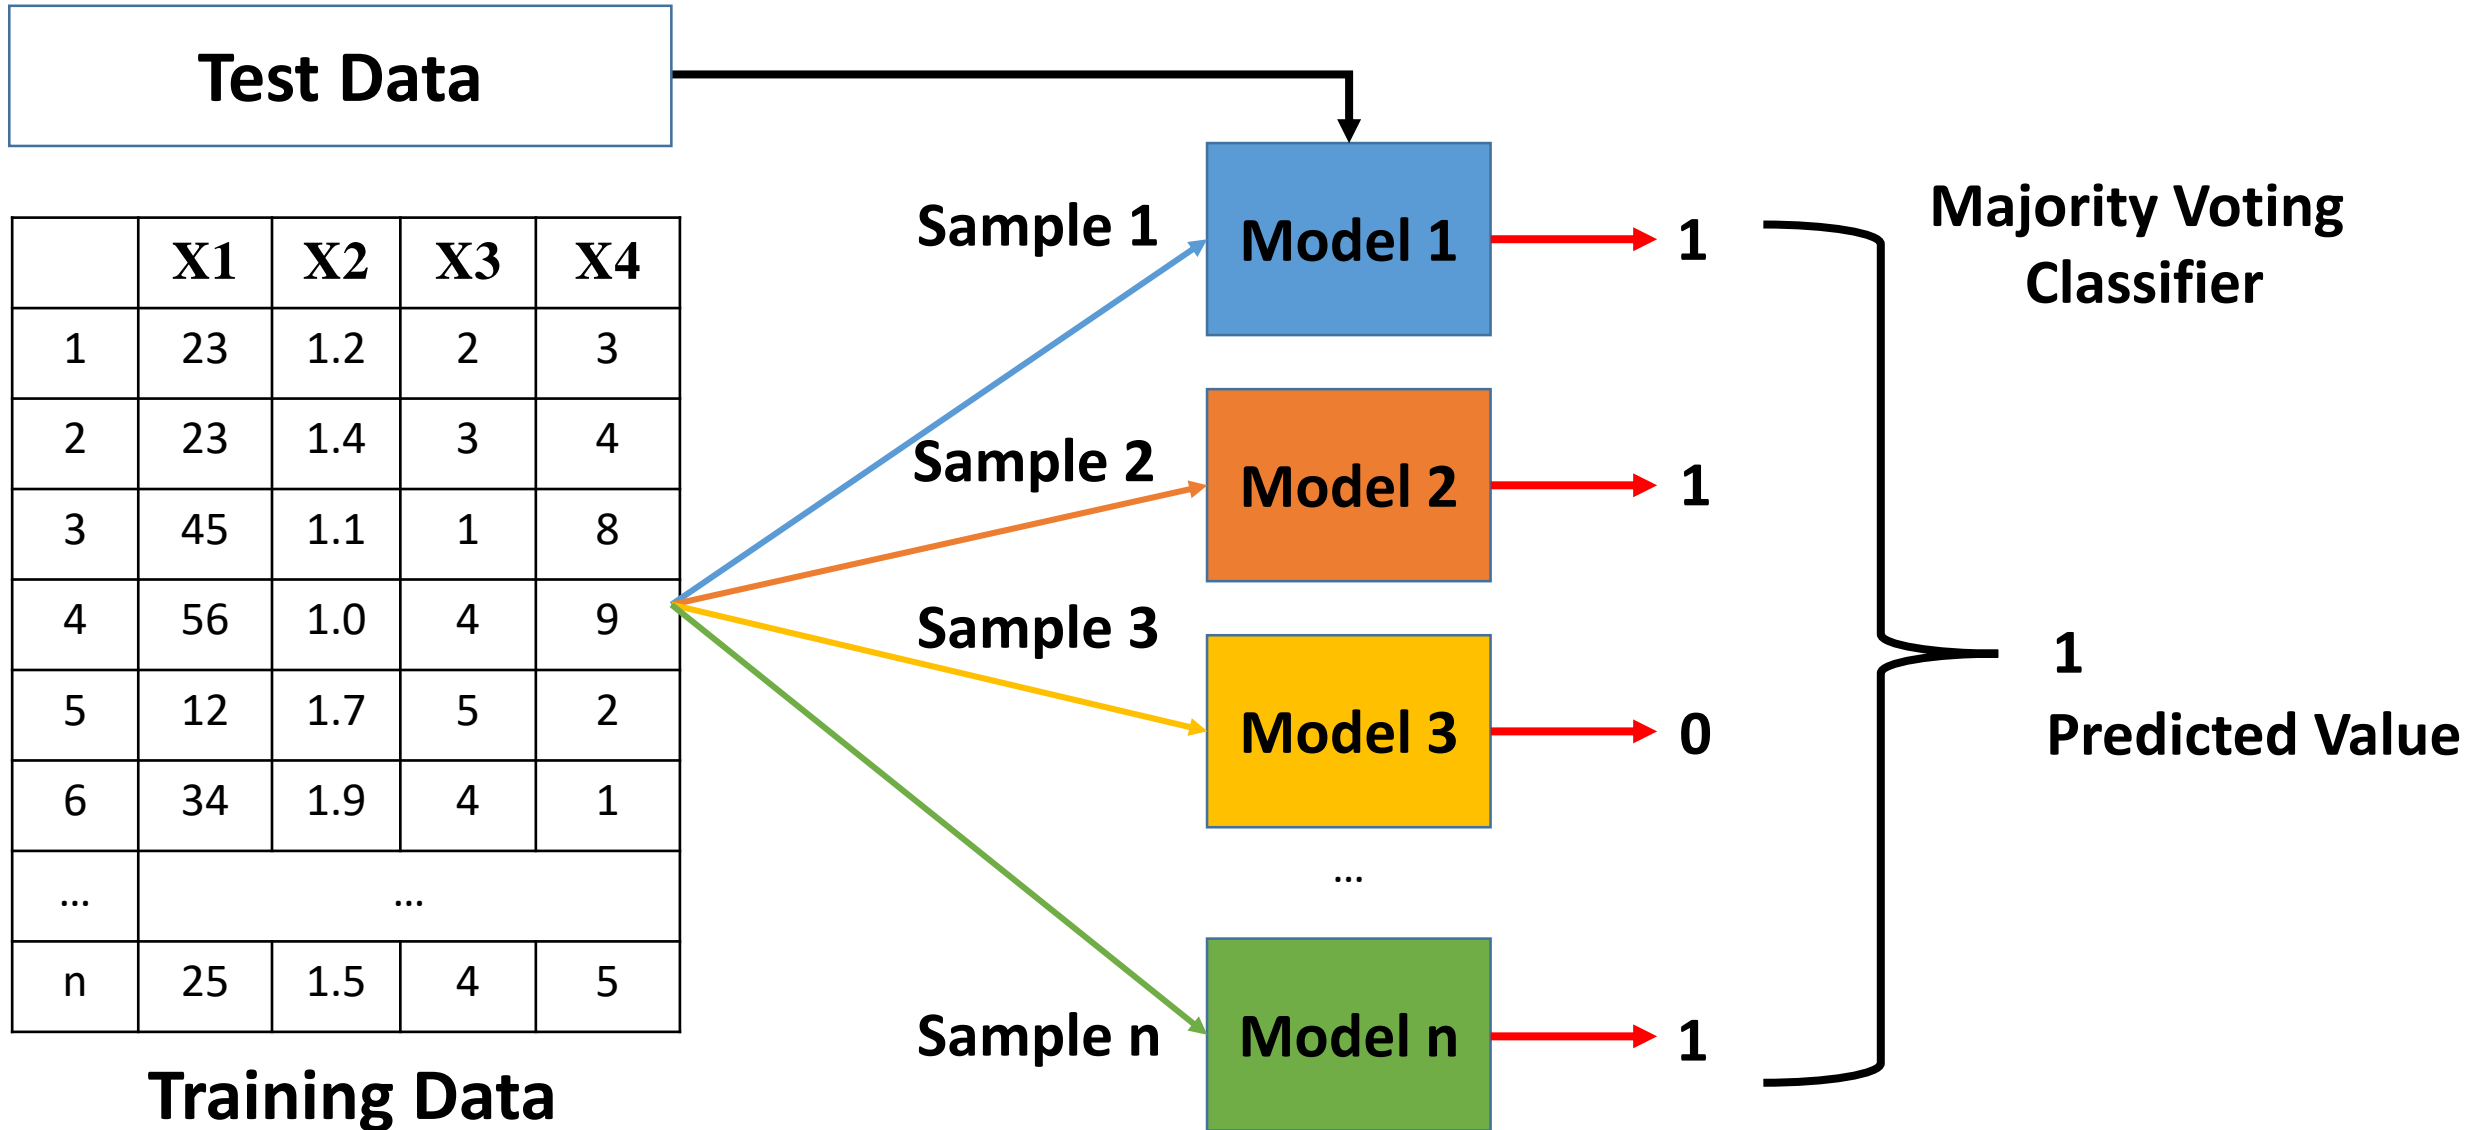 Test Data
X1 X2 X3 X4
1 23 1.2 2 3
2 23 1.4 3 4
3 45 1.1 1 8
4 56 1.0 4 9
5 12 1.7 5 2
6 34 1.9 4 1
... ...
n 25 1.5 4 5
Training Data
Sample 1
Sample 2
Sample 3
Sample n
Model 1
Model 2
Model 3
...
Model n
1
1
0
1
Majority Voting
Classifier
1
Predicted Value